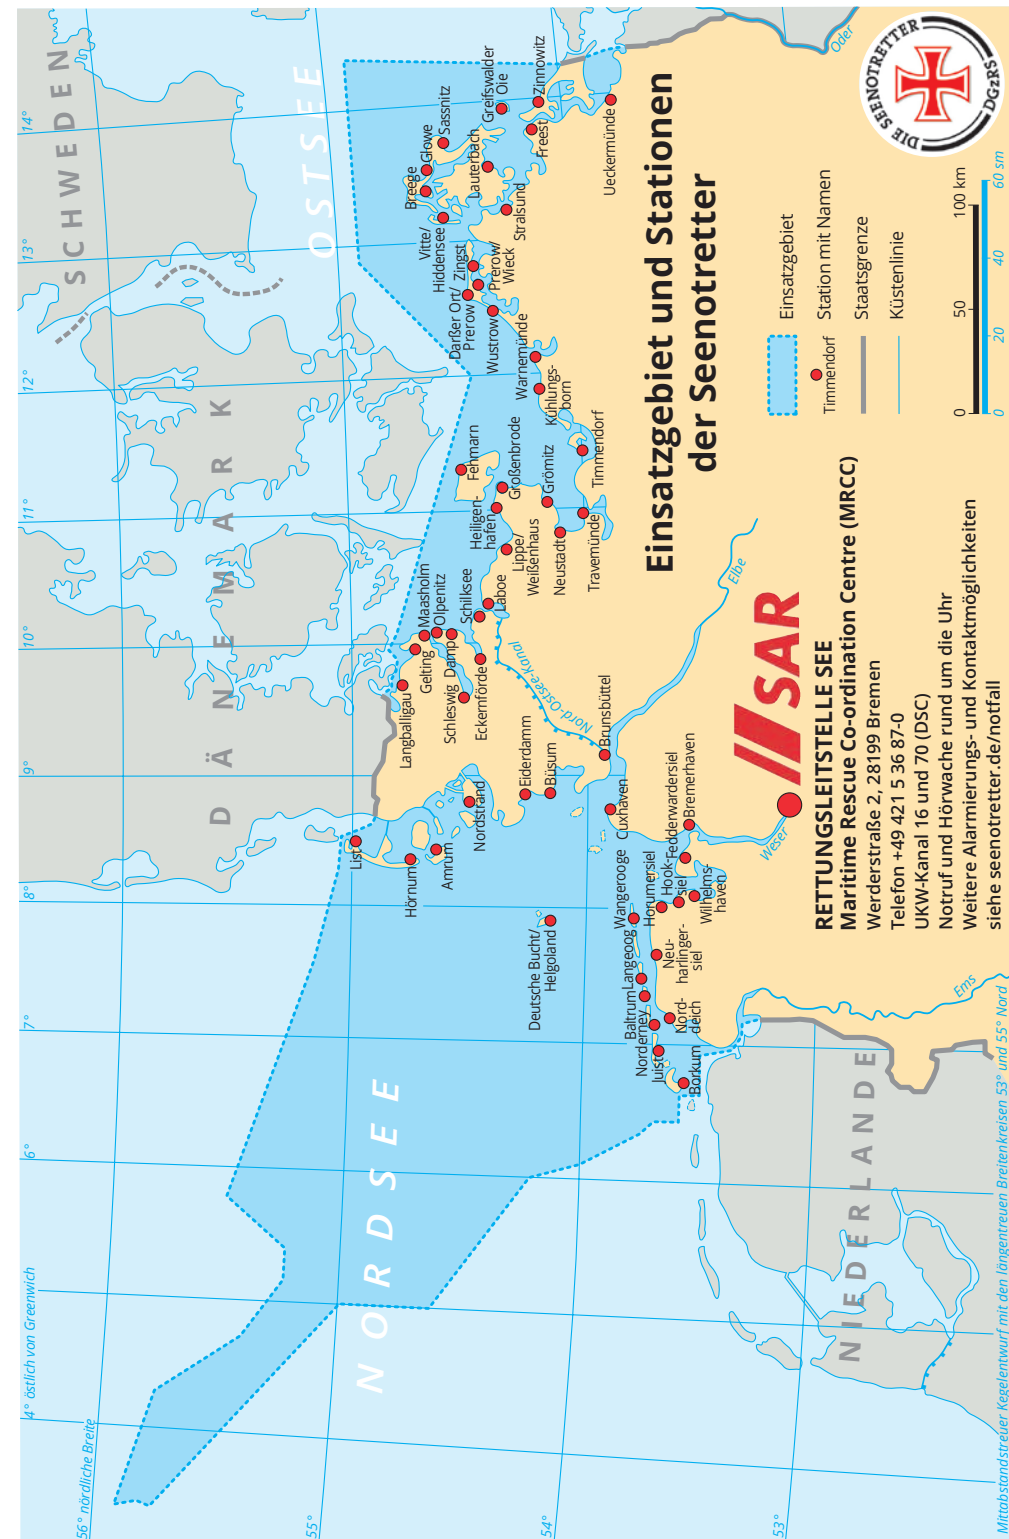 4° östlich von Greenwich
6°
7°
8°
9°
10°
11°
12°
13°
14°
56° nördliche Breite
55°
54°
53°
SCHWEDEN
DÄNEMARK
NIEDERLANDE
NORDSEE
OSTSEE
List
Hörnum
Amrum
Nordstrand
Eiderdamm
Büsum
Deutsche Bucht/
Helgoland
Brunsbüttel
Cuxhaven
Fedderwardersiel
Bremerhaven
Wangerooge
Horumersiel
Hook-
siel
Wilhelms-
haven
Langeoog
Neu-
harlinger-
siel
Baltrum
Norderney
Nord-
deich
Juist
Borkum
Langballigau
Gelting
Maasholm
Olpenitz
Schleswig
Damp
Eckernförde
Schilksee
Laboe
Lippe/
Weißenhaus
Heiligen-
hafen
Großenbrode
Fehmarn
Grömitz
Neustadt
Travemünde
Timmendorf
Kühlungs-
born
Warnemünde
Wustrow
Darßer Ort/
Prerow
Prerow/
Wieck
Zingst
Vitte/
Hiddensee
Breege
Glowe
Sassnitz
Lauterbach
Stralsund
Greifswalder
Oie
Freest
Zinnowitz
Ueckermünde
Nord-Ostsee-Kanal
Elbe
Weser
Ems
Oder
Einsatzgebiet und Stationen
der Seenotretter
DIE SEENOTRETTER
DGzRS
Einsatzgebiet
Timmendorf
Station mit Namen
Staatsgrenze
Küstenlinie
0 50 100 km
0 20 40 60 sm
SAR
RETTUNGSLEITSTELLE SEE
Maritime Rescue Co-ordination Centre (MRCC)
Werderstraße 2, 28199 Bremen
Telefon +49 421 5 36 87-0
UKW-Kanal 16 und 70 (DSC)
Notruf und Hörwache rund um die Uhr
Weitere Alarmierungs- und Kontaktmöglichkeiten
siehe seenotretter.de/notfall
Mittabstandstreuer Kegelentwurf mit den längentreuen Breitenkreisen 53° und 55° Nord